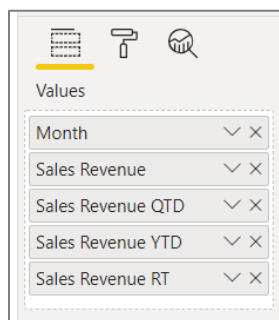 Values
Month
Sales Revenue
Sales Revenue QTD
Sales Revenue YTD
Sales Revenue RT